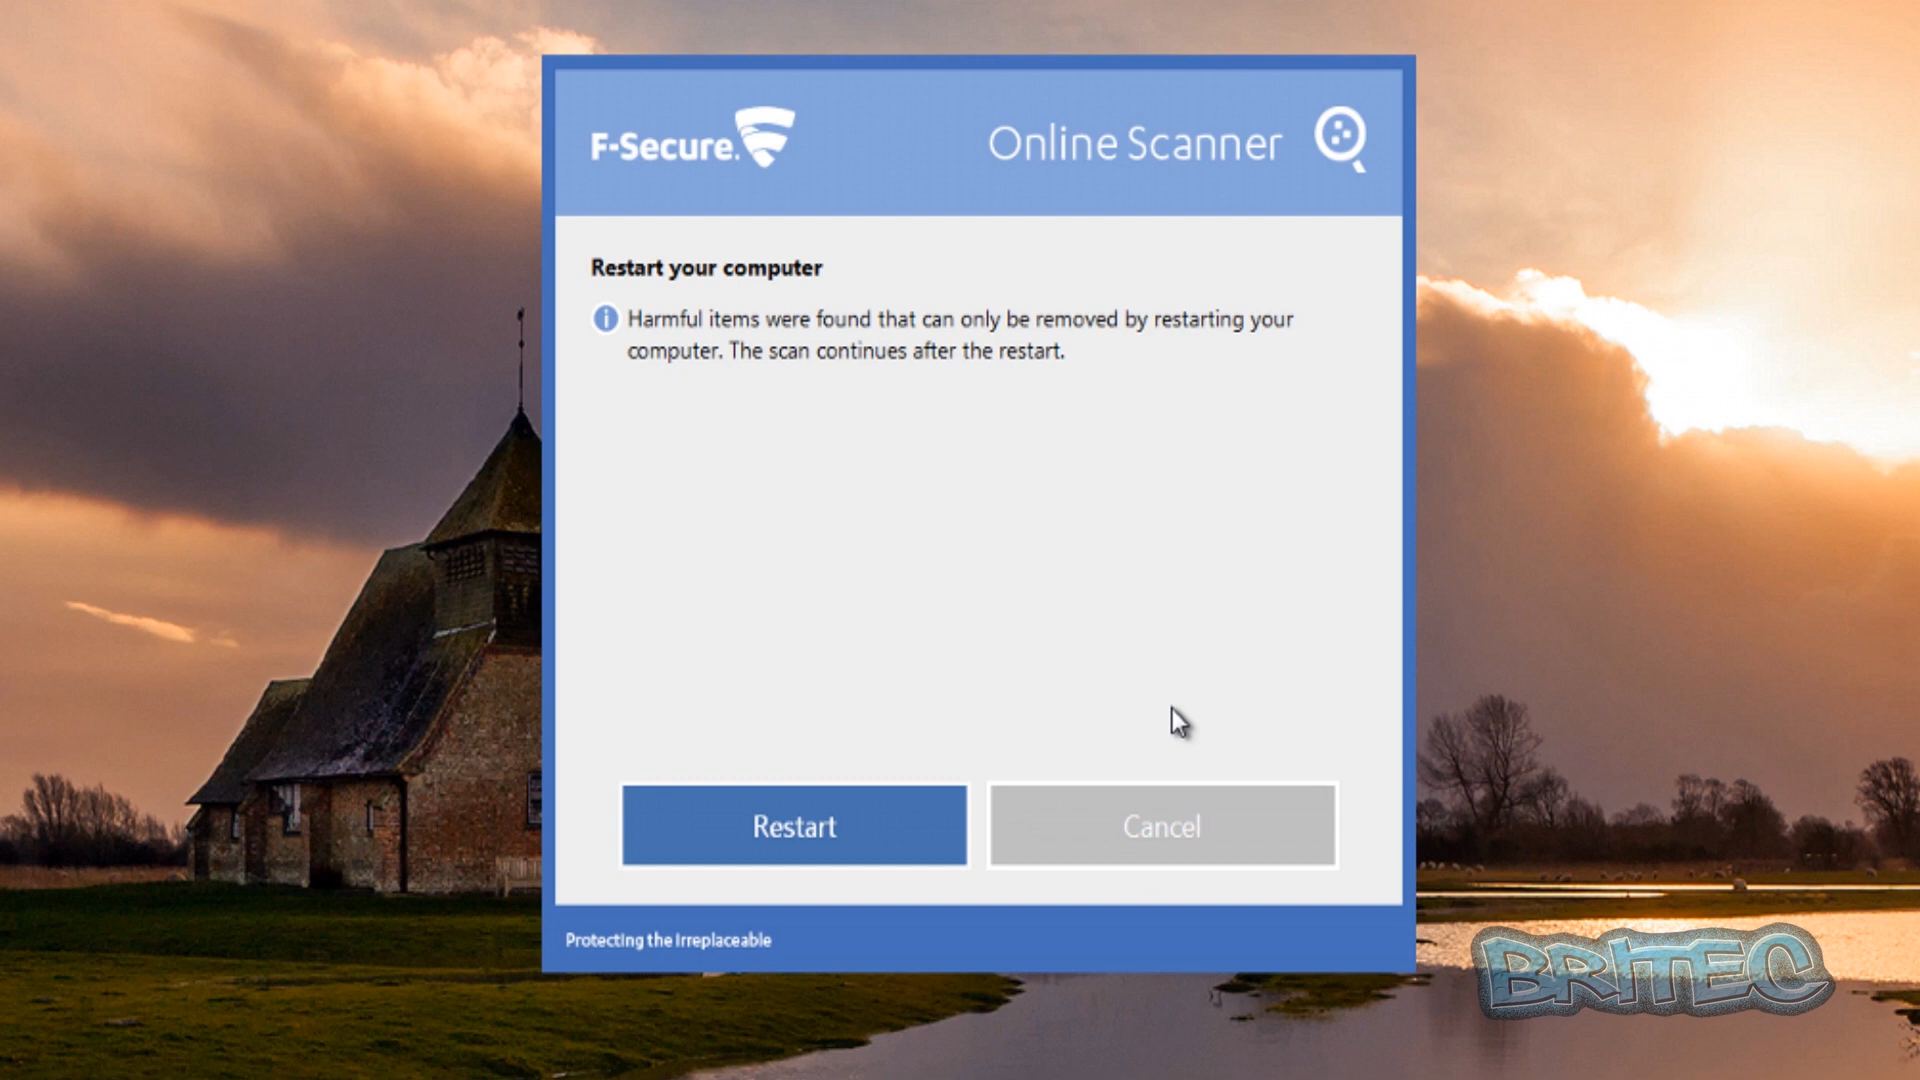 F-Secure.
Online Scanner
Restart your computer
Harmful items were found that can only be removed by restarting your
computer. The scan continues after the restart.
Restart
Cancel
Protecting the Irreplaceable
BRITEC